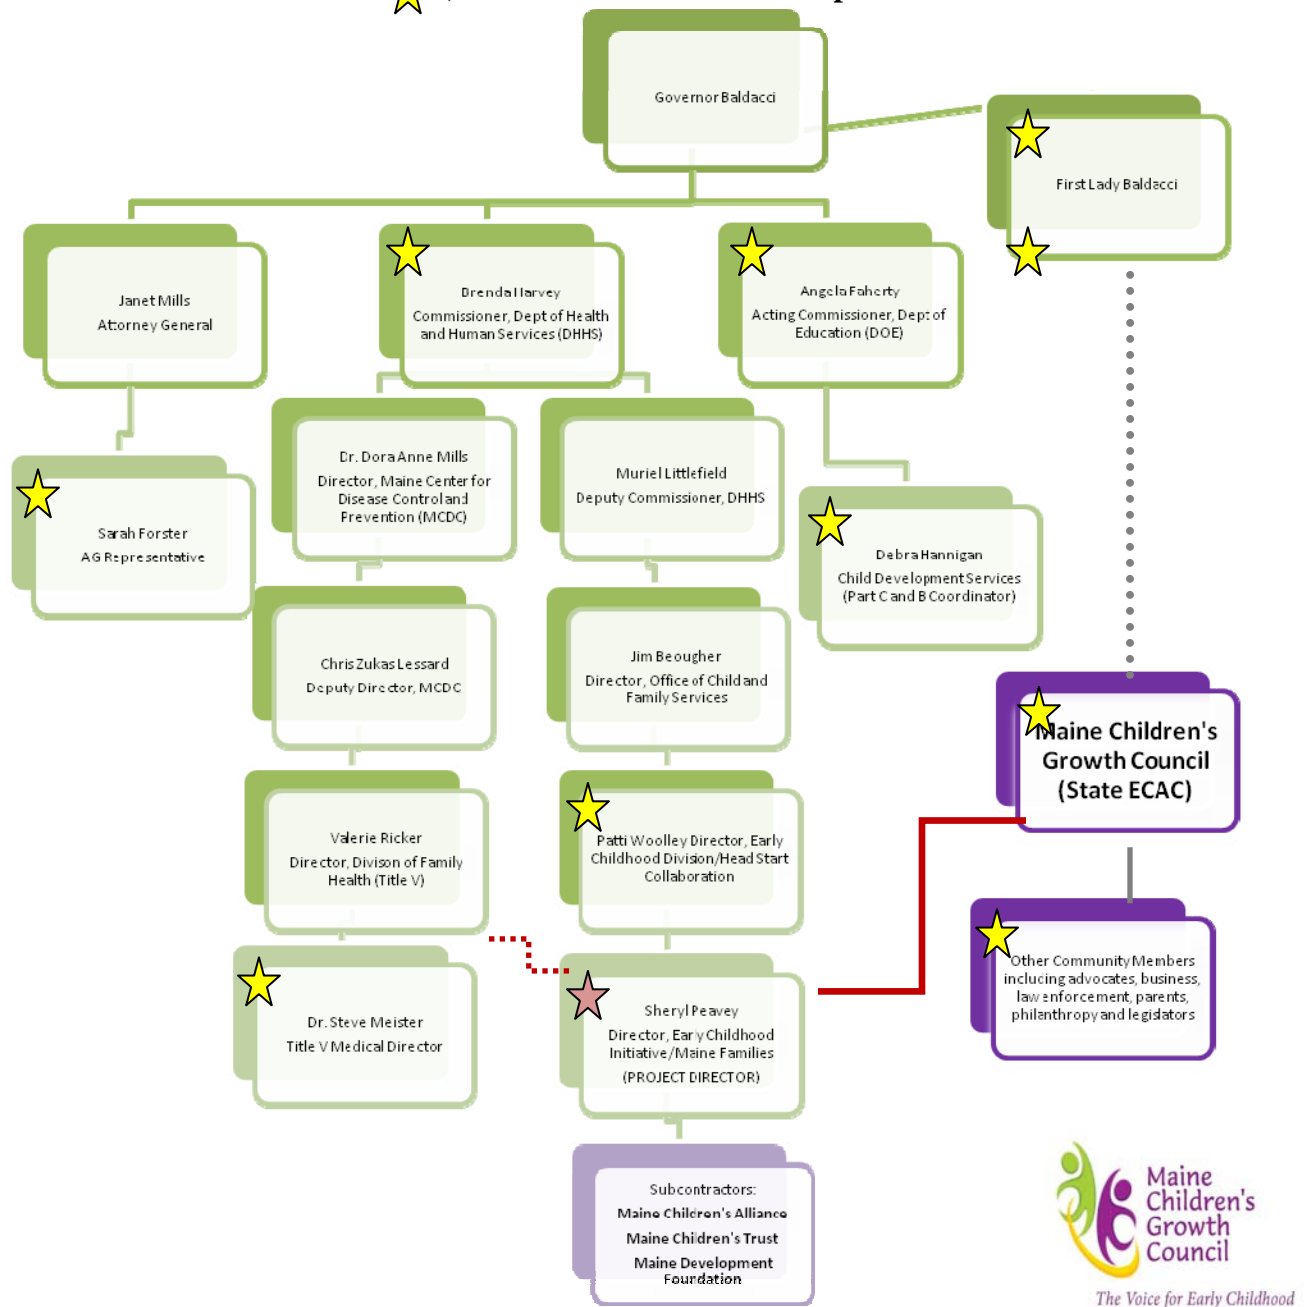 Governor Baldacci
First Lady Baldacci
Janet Mills
Attorney General
Brenda Harvey
Commissioner, Dept of Health
and Human Services (DHHS)
Angela Faherty
Acting Commissioner, Dept of
Education (DOE)
Sarah Forster
AG Representative
Dr. Dora Anne Mills
Director, Maine Center for
Disease Control and
Prevention (MCDC)
Muriel Littlefield
Deputy Commissioner, DHHS
Debra Hannigan
Child Development Services
(Part C and B Coordinator)
Chris Zukas Lessard
Deputy Director, MCDC
Jim Beougher
Director, Office of Child and
Family Services
Maine Children's
Growth Council
(State ECAC)
Valerie Ricker
Director, Divison of Family
Health (Title V)
Patti Woolley Director, Early
Childhood Division/Head Start
Collaboration
Other Community Members
including advocates, business,
law enforcement, parents,
philanthropy and legislators
Dr. Steve Meister
Title V Medical Director
Sheryl Peavey
Director, Early Childhood
Initiative/Maine Families
(PROJECT DIRECTOR)
Subcontractors:
Maine Children's Alliance
Maine Children's Trust
Maine Development
Foundation
Maine
Children's
Growth
Council
The Voice for Early Childhood